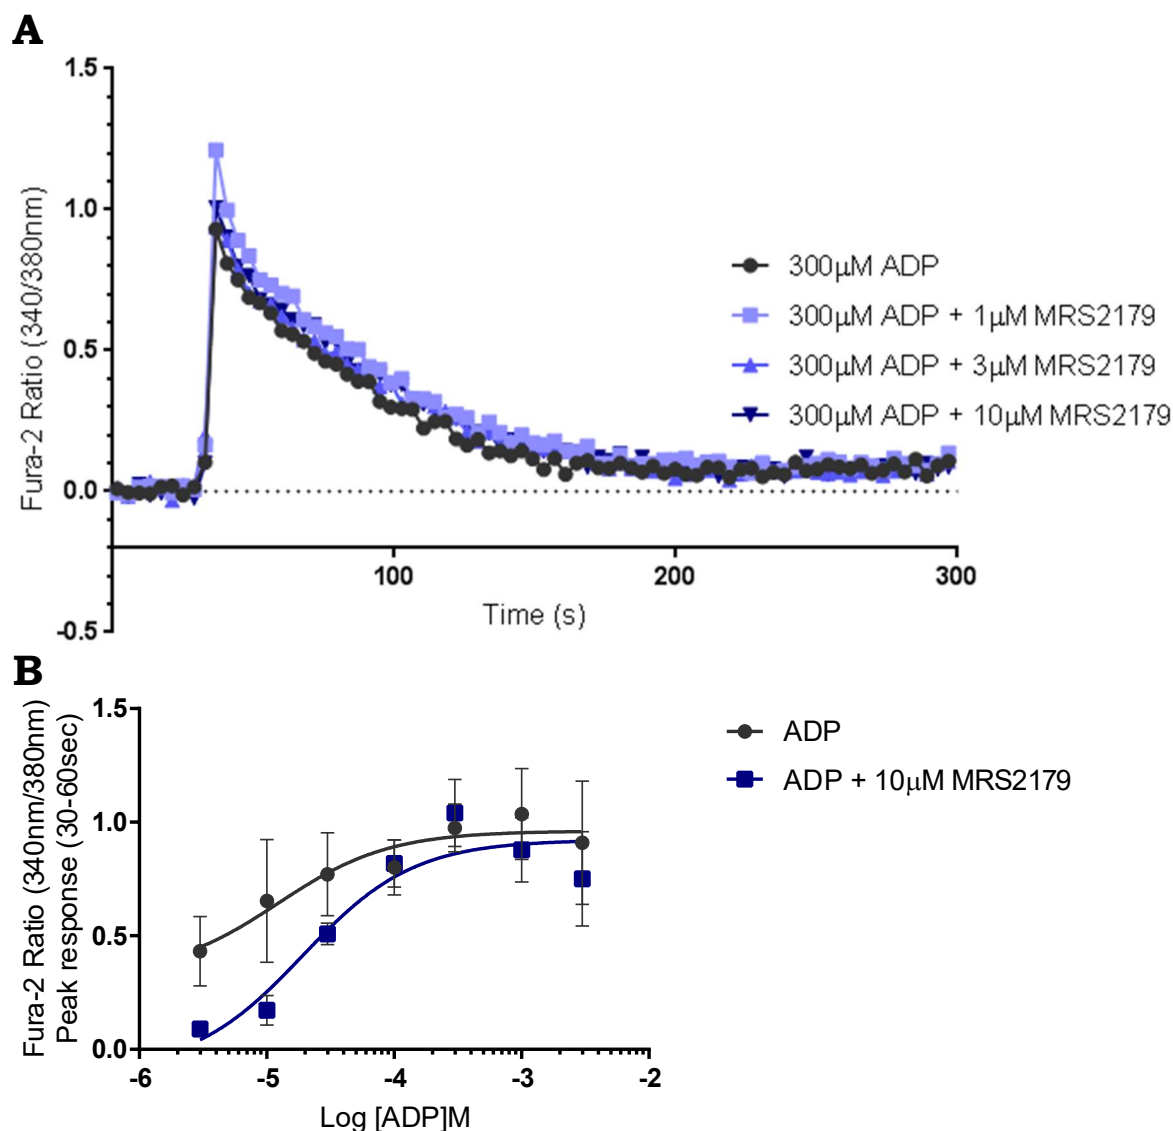 A
1.5
1.0
0.5
0.0
-0.5
Fura-2 Ratio (340/380nm)
100
200
300
Time (s)
300μM ADP
300μM ADP + 1μM MRS2179
300μM ADP + 3μM MRS2179
300μM ADP + 10μM MRS2179
B
1.5
1.0
0.5
0.0
Fura-2 Ratio (340nm/380nm)
Peak response (30-60sec)
-6
-5
-4
-3
-2
Log [ADP]M
ADP
ADP + 10μM MRS2179